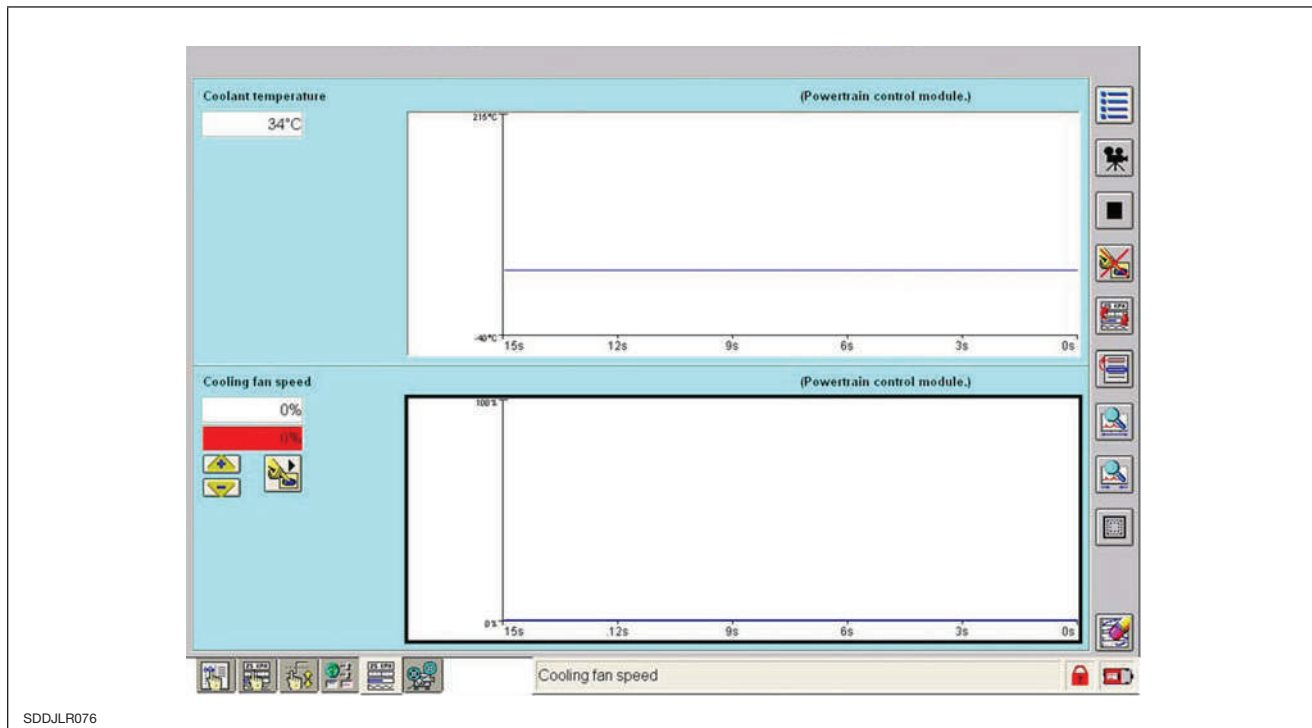 Coolant temperature
(Powertrain control module.)
34°C
215°C
-40°C
15s 12s 9s 6s 3s 0s
Cooling fan speed
(Powertrain control module.)
0%
0%
100%
0%
15s .12s 9s 6s 3s 0s
Cooling fan speed
SDDJLR076